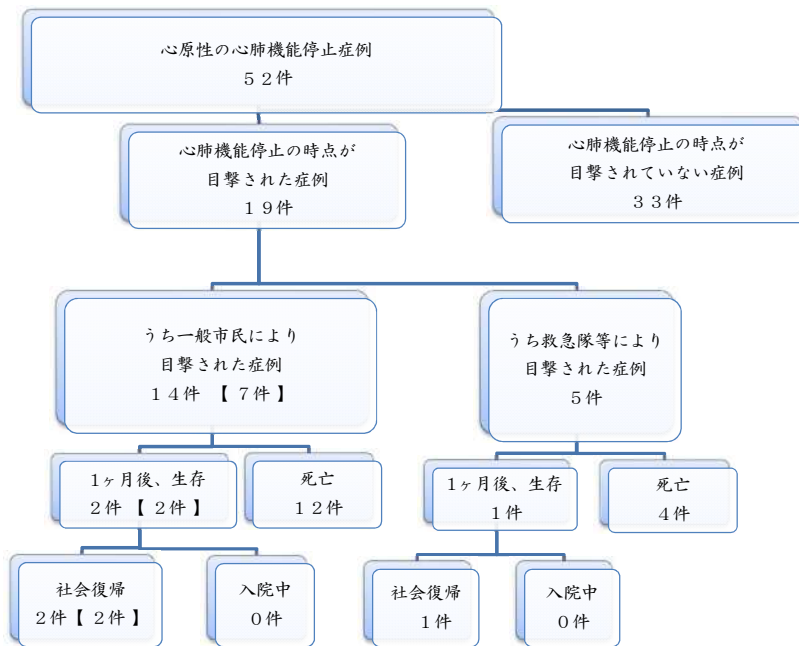 心原性の心肺機能停止症例
５２件
心肺機能停止の時点が
目撃された症例
１９件
心肺機能停止の時点が
目撃されていない症例
３３件
うち一般市民により
目撃された症例
１４件 【 ７件 】
うち救急隊等により
目撃された症例
５件
1ヶ月後、生存
２件 【 ２件 】
死亡
１２件
1ヶ月後、生存
１件
死亡
４件
社会復帰
２件【 ２件 】
入院中
０件
社会復帰
１件
入院中
０件